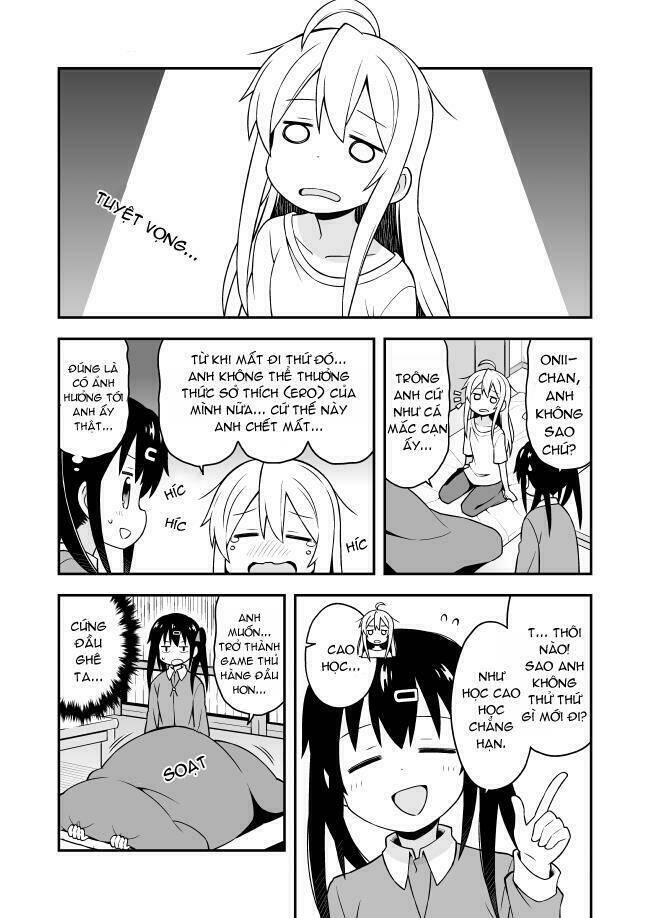 TUYỆT VỌNG...
ONII-
CHAN,
ANH
KHÔNG
SAO
CHỨ?
TRÔNG
ANH CỨ
NHƯ CÁ
MẮC CẠN
ẤY...
TỪ KHI MẤT ĐI THỨ ĐÓ...
ANH KHÔNG THỂ THƯỞNG
THỨC SỞ THÍCH (ERO) CỦA
MÌNH NỮA... CỨ THẾ NÀY
ANH CHẾT MẤT...
HÍC
HÍC
HÍC
ĐÚNG LÀ
CÓ ẢNH
HƯỞNG TỚI
ANH ẤY
THẬT...
T... THÔI
NÀO!
SAO ANH
KHÔNG
THỬ THỨ
GÌ MỚI ĐI?
NHƯ
HỌC CAO
HỌC
CHẲNG
HẠN.
CAO
HỌC...
ANH
MUỐN...
TRỞ THÀNH
GAME THỦ
HÀNG ĐẦU
HƠN...
SOẠT
CỨNG
ĐẦU
GHÊ
TA...